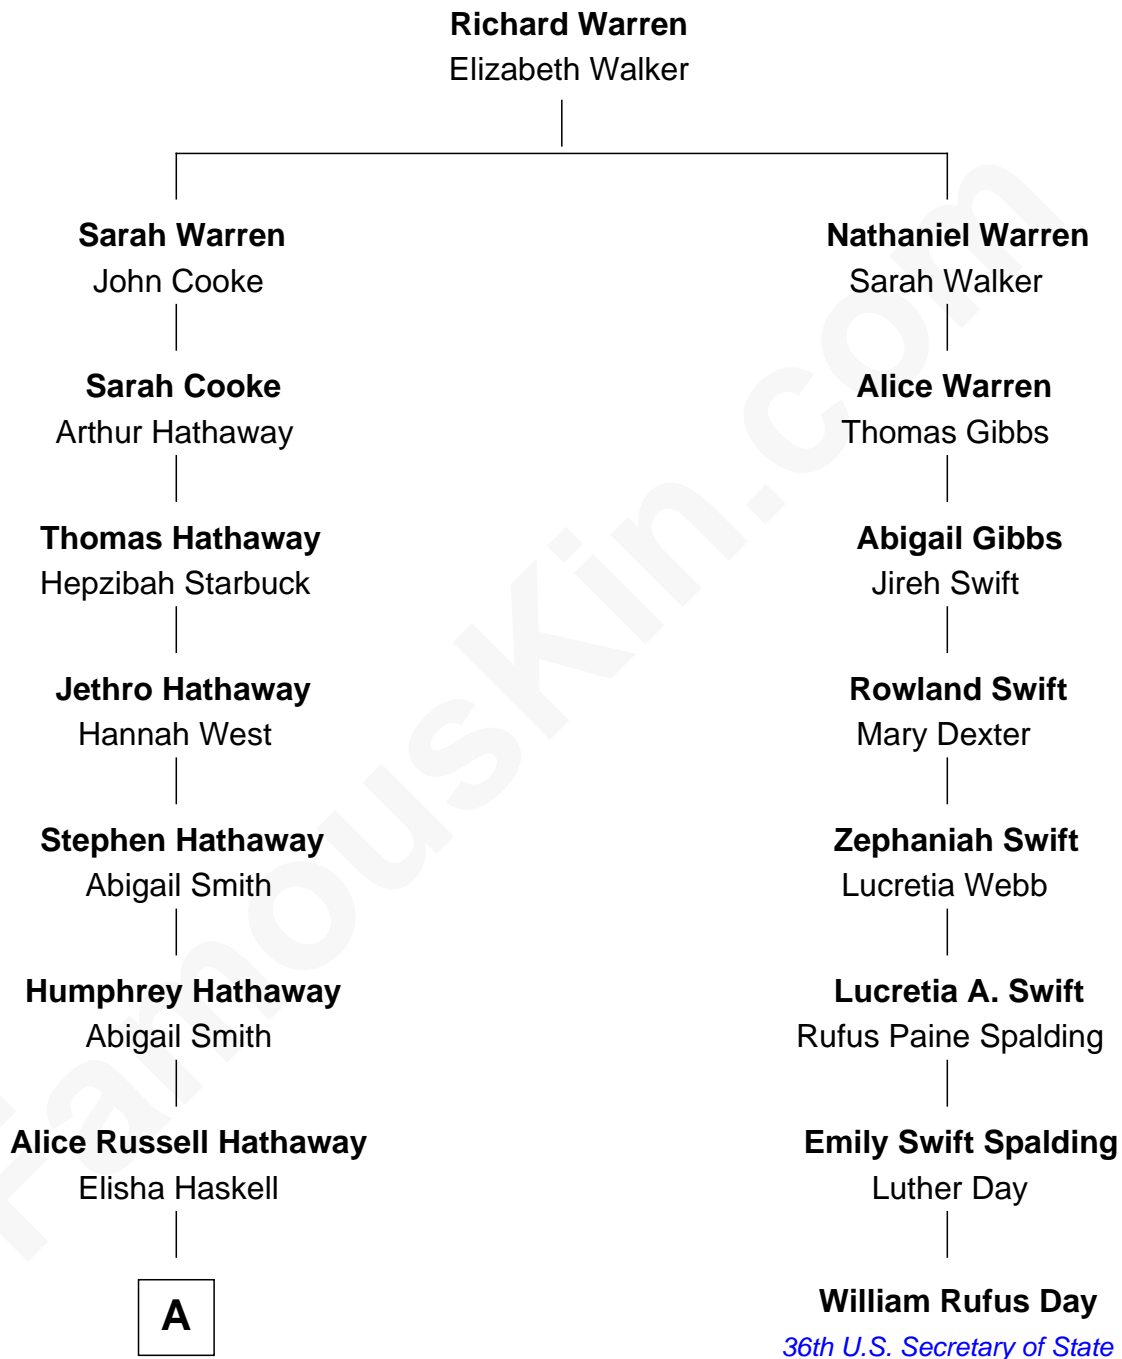 Richard Warren
Elizabeth Walker
Sarah Warren
John Cooke
Nathaniel Warren
Sarah Walker
Sarah Cooke
Arthur Hathaway
Alice Warren
Thomas Gibbs
Thomas Hathaway
Hepzibah Starbuck
Abigail Gibbs
Jireh Swift
Jethro Hathaway
Hannah West
Rowland Swift
Mary Dexter
Stephen Hathaway
Abigail Smith
Zephaniah Swift
Lucretia Webb
Humphrey Hathaway
Abigail Smith
Lucretia A. Swift
Rufus Paine Spalding
Alice Russell Hathaway
Elisha Haskell
Emily Swift Spalding
Luther Day
A
William Rufus Day
36th U.S. Secretary of State
FamousKin.com